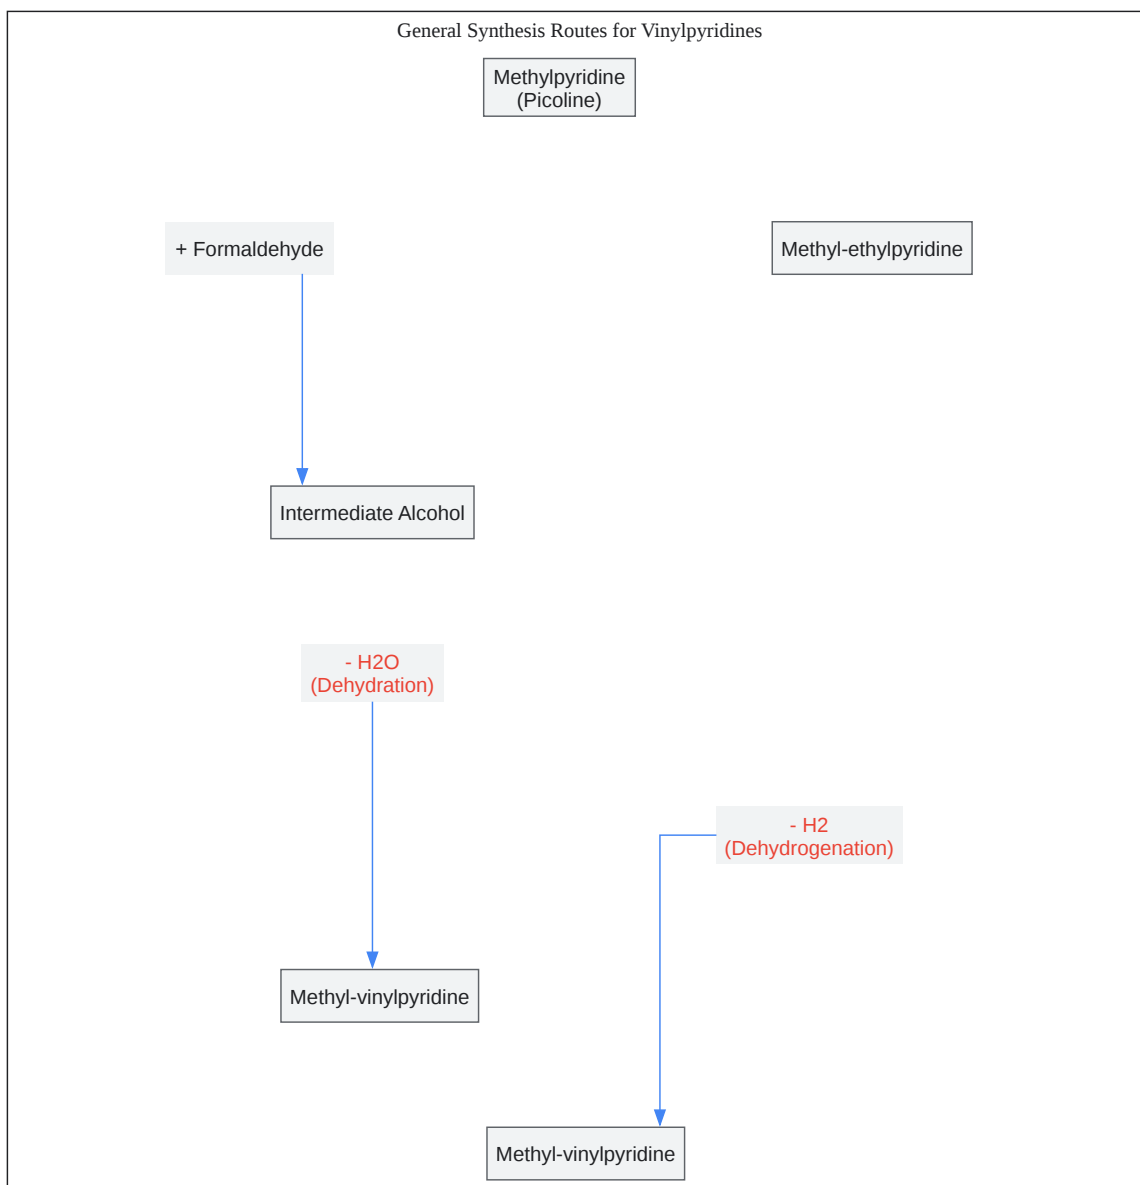 General Synthesis Routes for Vinylpyridines
Methylpyridine
(Picoline)
+ Formaldehyde
Methyl-ethylpyridine
Intermediate Alcohol
- H2O
(Dehydration)
- H2
(Dehydrogenation)
Methyl-vinylpyridine
Methyl-vinylpyridine